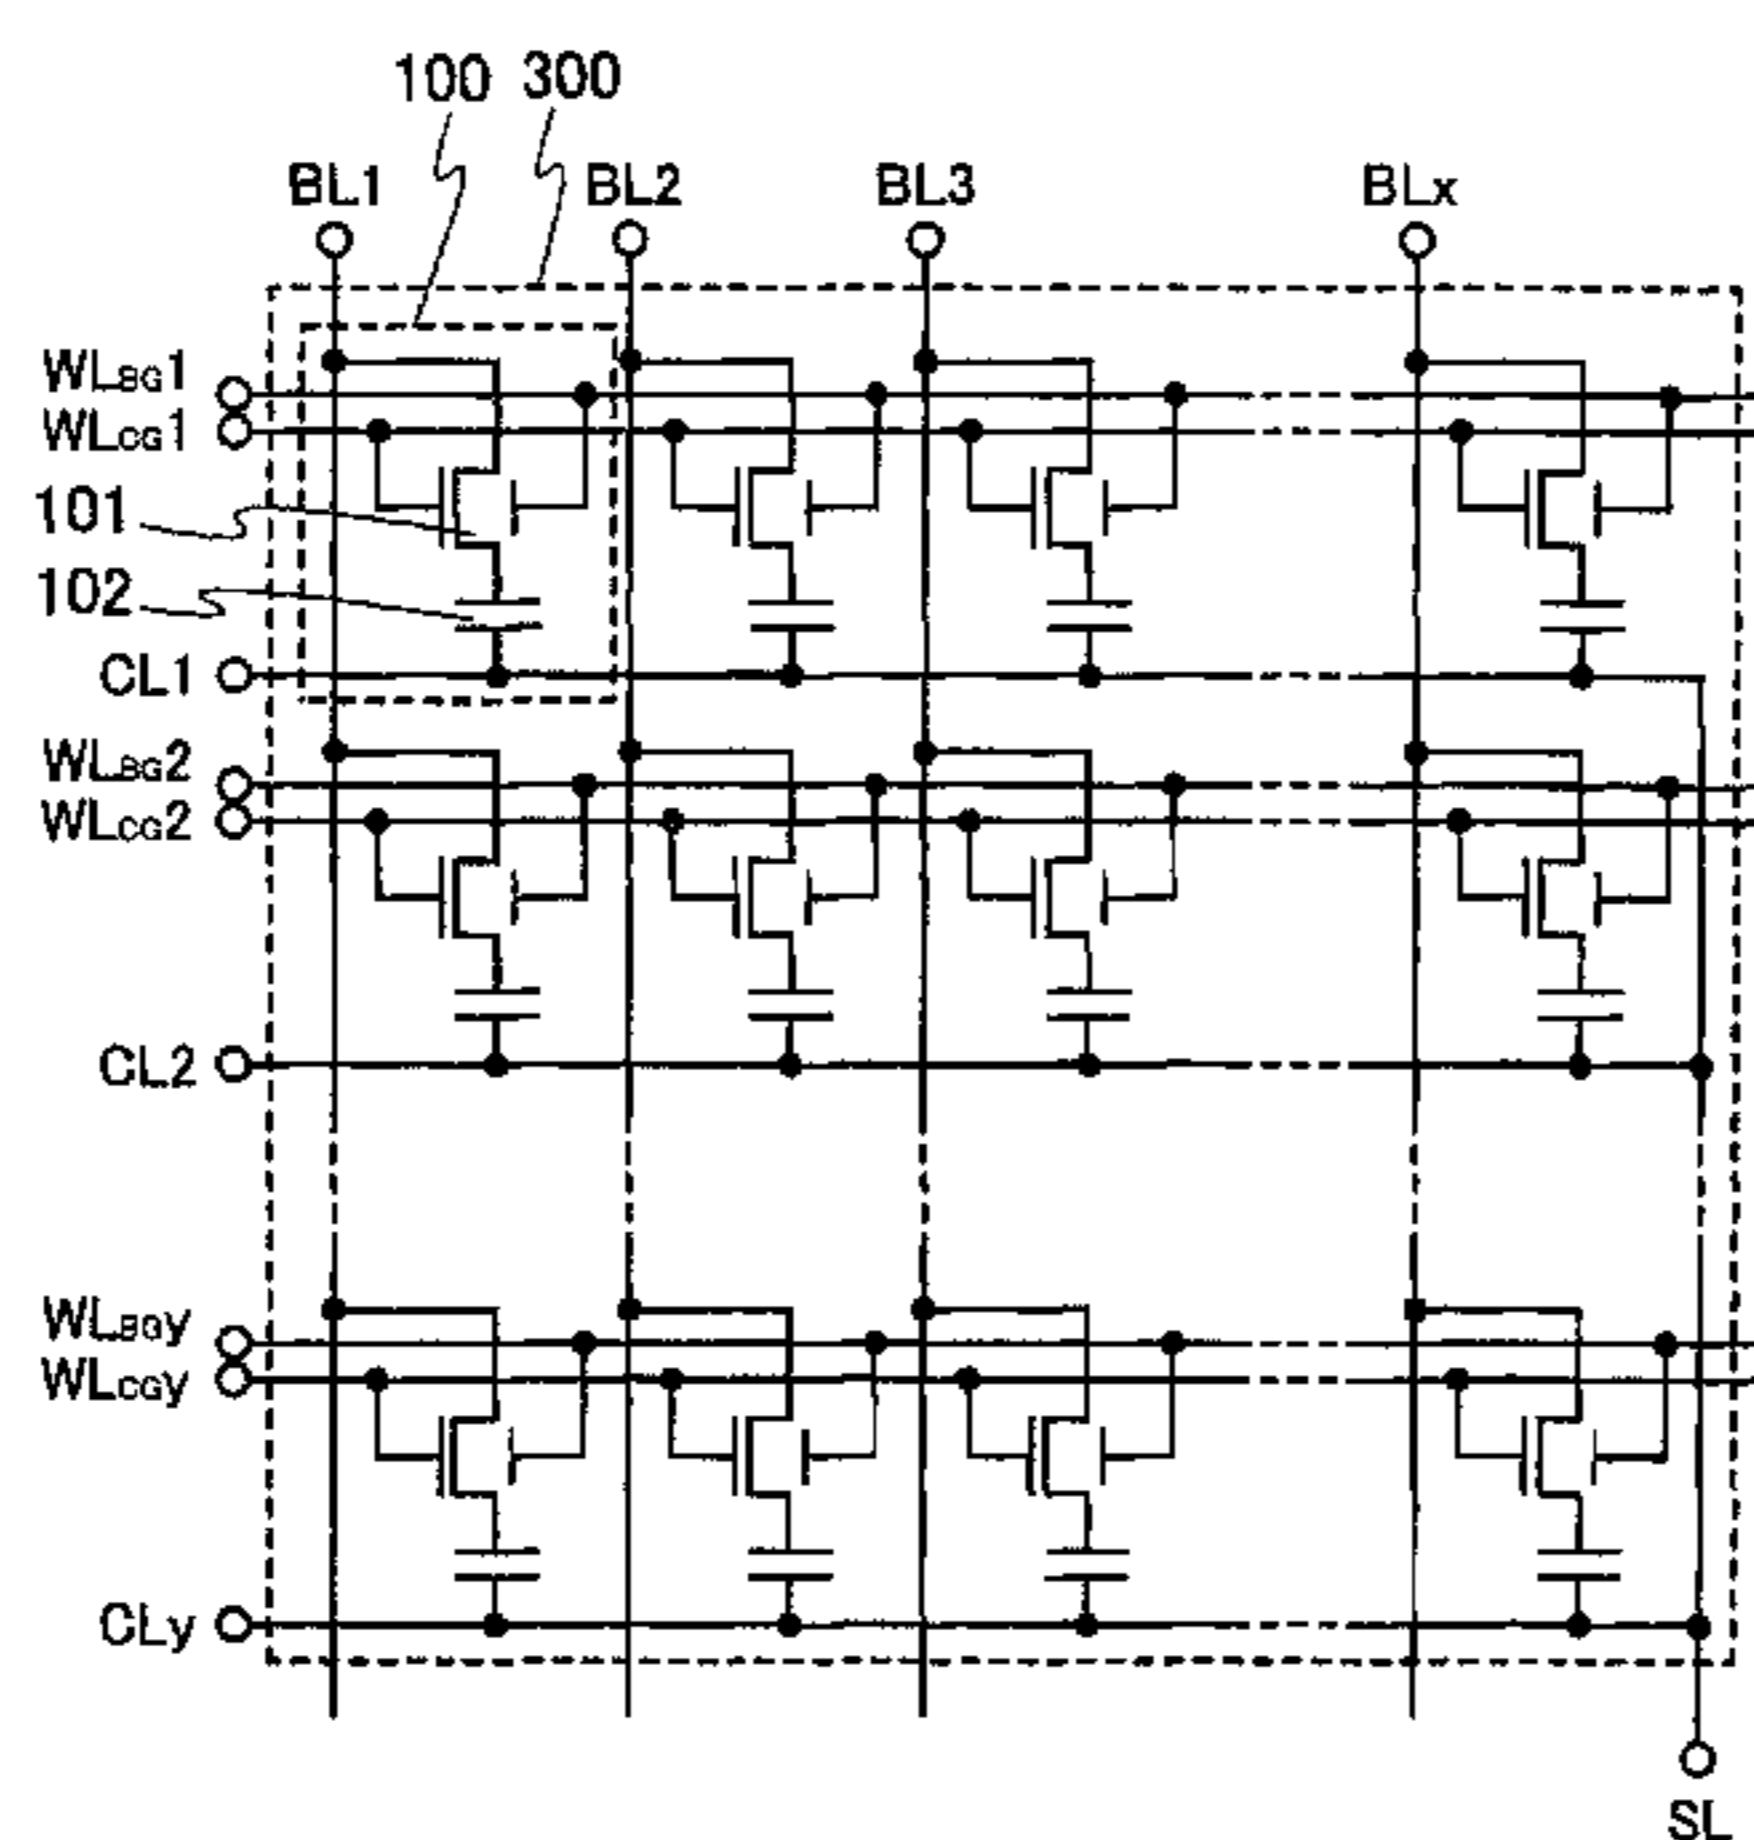 100 300
BL1 BL2 BL3 BLx
WLBG1
WLCG1
101
102
CL1
WLBG2
WLCG2
CL2
WLBGy
WLCGy
CLy
SL